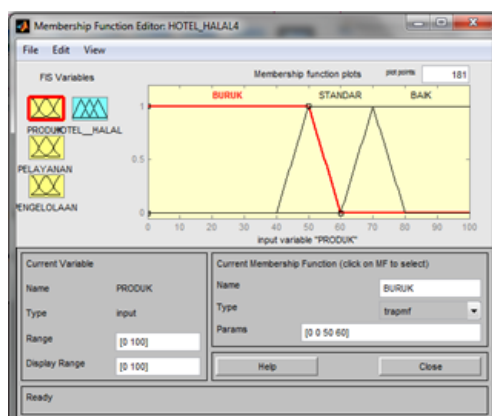 Membership Function Editor: HOTEL_HALAL4
File Edit View
FIS Variables
Membership function plots
plot points
181
PRODUK
HOTEL__HALAL
PELAYANAN
PENGELOLAAN
BURUK STANDAR BAIK
1
0.5
0
0 10 20 30 40 50 60 70 80 90 100
input variable "PRODUK"
Current Variable
Name PRODUK
Type input
Range [0 100]
Display Range [0 100]
Current Membership Function (click on MF to select)
Name BURUK
Type trapmf
Params [0 0 50 60]
Help Close
Ready